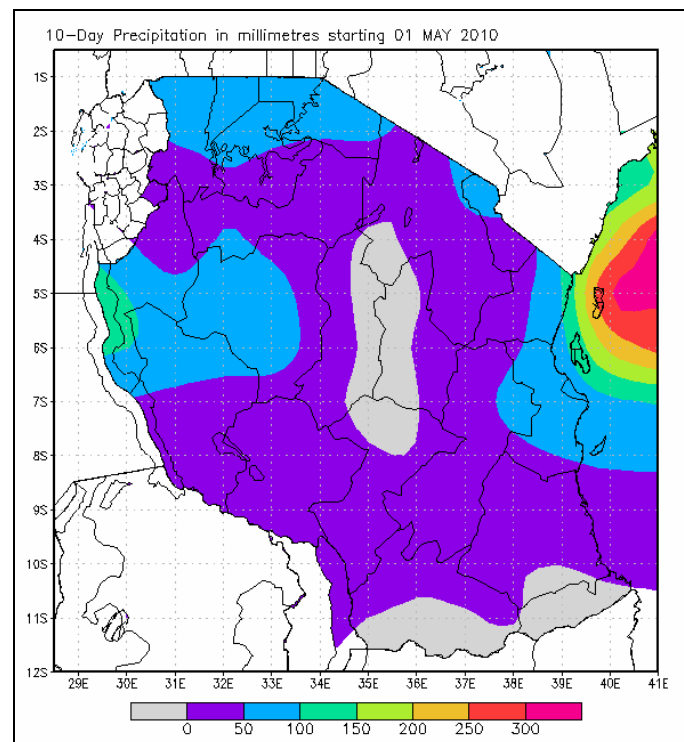 10-Day Precipitation in millimetres starting 01 MAY 2010
1S
2S
3S
4S
5S
6S
7S
8S
9S
10S
11S
12S
29E 30E 31E 32E 33E 34E 35E 36E 37E 38E 39E 40E 41E
0 50 100 150 200 250 300